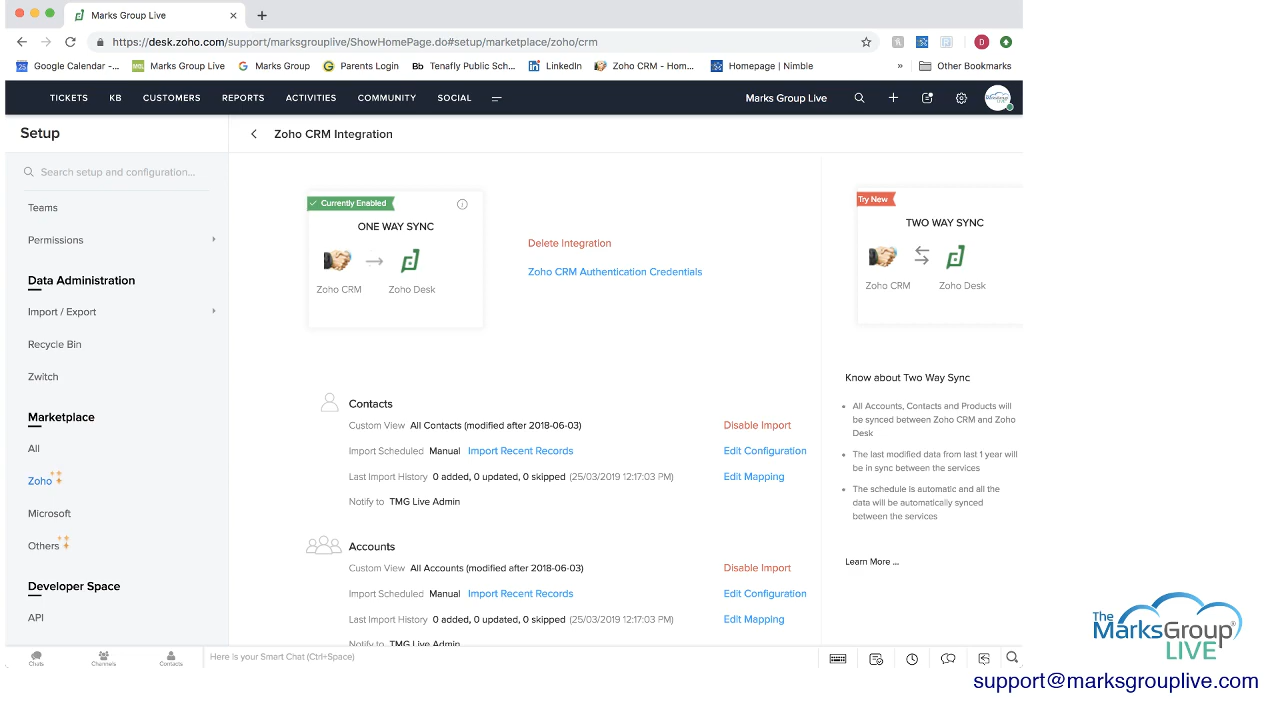 Marks Group Live
https://desk.zoho.com/support/marksgrouplive/ShowHomePage.do#setup/marketplace/zoho/crm
Google Calendar -... Marks Group Live Marks Group Parents Login Bb Tenafly Public Sch... LinkedIn Zoho CRM - Hom... Homepage | Nimble » Other Bookmarks
TICKETS KB CUSTOMERS REPORTS ACTIVITIES COMMUNITY SOCIAL Marks Group Live
Setup
Zoho CRM Integration
Search setup and configuration...
Teams
Permissions
Data Administration
Import / Export
Recycle Bin
Zwitch
Marketplace
All
Zoho
Microsoft
Others
Developer Space
API
Currently Enabled
ONE WAY SYNC
Zoho CRM Zoho Desk
Delete Integration
Zoho CRM Authentication Credentials
Contacts
Custom View All Contacts (modified after 2018-06-03) Disable Import
Import Scheduled Manual Import Recent Records Edit Configuration
Last Import History 0 added, 0 updated, 0 skipped (25/03/2019 12:17:03 PM) Edit Mapping
Notify to TMG Live Admin
Accounts
Custom View All Accounts (modified after 2018-06-03) Disable Import
Import Scheduled Manual Import Recent Records Edit Configuration
Last Import History 0 added, 0 updated, 0 skipped (25/03/2019 12:17:03 PM) Edit Mapping
Notify to TMG Live Admin
Try New
TWO WAY SYNC
Zoho CRM Zoho Desk
Know about Two Way Sync
All Accounts, Contacts and Products will
be synced between Zoho CRM and Zoho
Desk
The last modified data from last 1 year will
be in sync between the services
The schedule is automatic and all the
data will be automatically synced
between the services
Learn More ...
Chats Channels Contacts
Here is your Smart Chat (Ctrl+Space)
The
MarksGroup®
LIVE
support@marksgrouplive.com